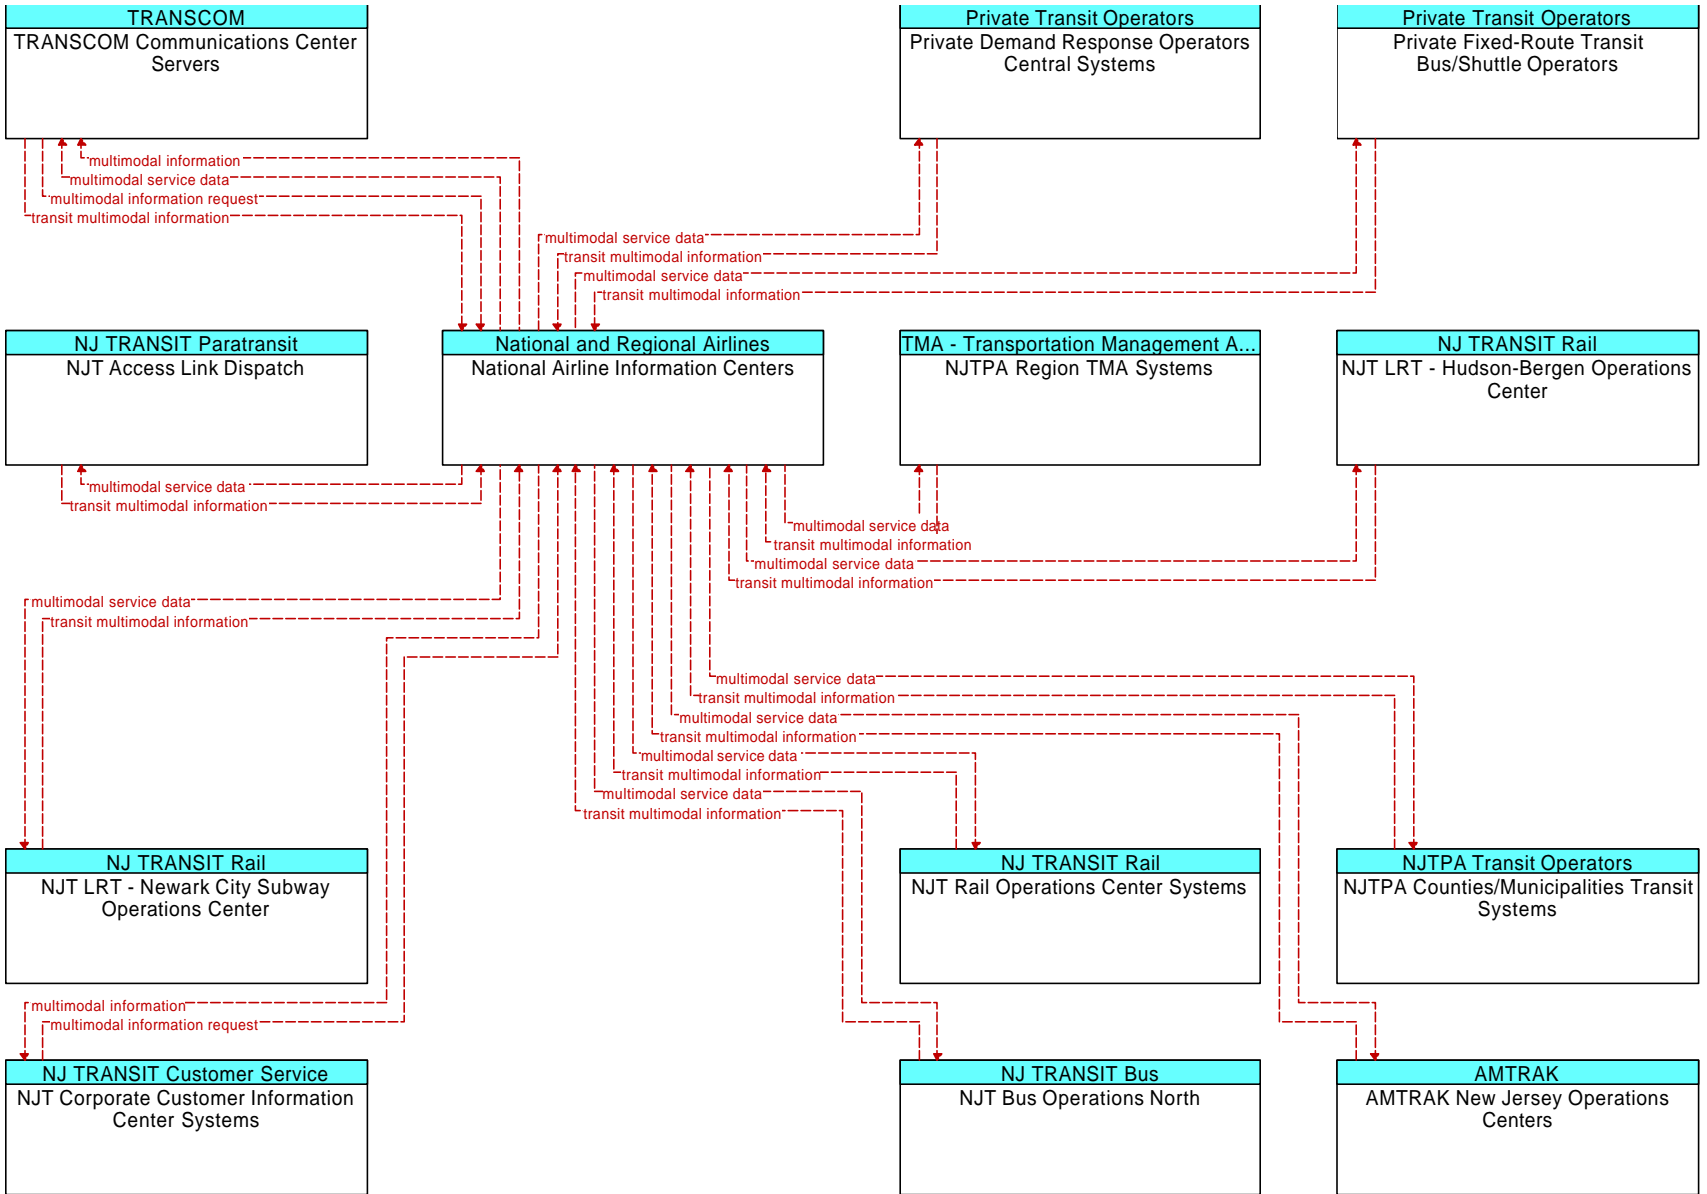 TRANSCOM
TRANSCOM Communications Center
Servers
Private Transit Operators
Private Demand Response Operators
Central Systems
Private Transit Operators
Private Fixed-Route Transit
Bus/Shuttle Operators
multimodal information
multimodal service data
multimodal information request
transit multimodal information
multimodal service data
transit multimodal information
multimodal service data
transit multimodal information
NJ TRANSIT Paratransit
NJT Access Link Dispatch
National and Regional Airlines
National Airline Information Centers
TMA - Transportation Management A...
NJTPA Region TMA Systems
NJ TRANSIT Rail
NJT LRT - Hudson-Bergen Operations
Center
multimodal service data
transit multimodal information
multimodal service data
transit multimodal information
multimodal service data
transit multimodal information
multimodal service data
transit multimodal information
multimodal service data
transit multimodal information
multimodal service data
transit multimodal information
multimodal service data
transit multimodal information
multimodal service data
transit multimodal information
NJ TRANSIT Rail
NJT LRT - Newark City Subway
Operations Center
NJ TRANSIT Rail
NJT Rail Operations Center Systems
NJTPA Transit Operators
NJTPA Counties/Municipalities Transit
Systems
multimodal information
multimodal information request
NJ TRANSIT Customer Service
NJT Corporate Customer Information
Center Systems
NJ TRANSIT Bus
NJT Bus Operations North
AMTRAK
AMTRAK New Jersey Operations
Centers